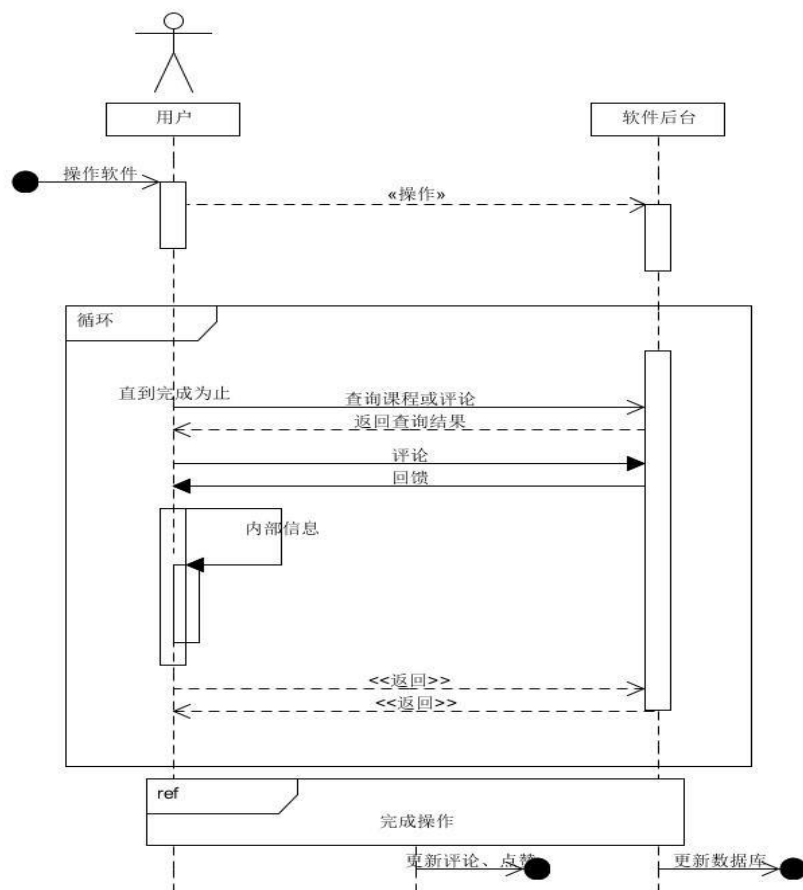 用户
软件后台
操作软件
«操作»
循环
直到完成为止
查询课程或评论
返回查询结果
评论
回馈
内部信息
<<返回>>
<<返回>>
ref
完成操作
更新评论、点赞
更新数据库